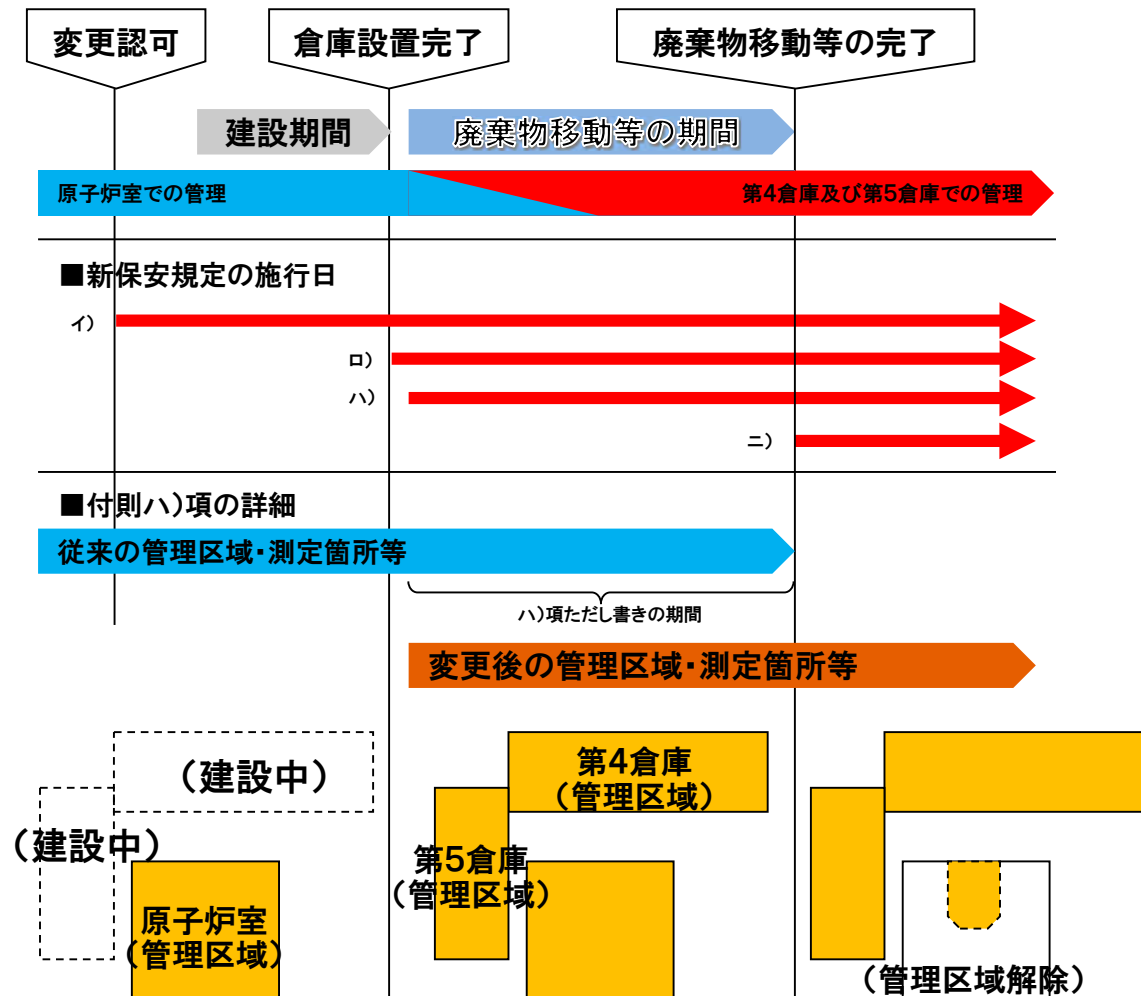 変更認可
倉庫設置完了
廃棄物移動等の完了
建設期間
廃棄物移動等の期間
原子炉室での管理
第4倉庫及び第5倉庫での管理
■新保安規定の施行日
イ）
ロ）
ハ）
ニ）
■付則ハ）項の詳細
従来の管理区域・測定箇所等
ハ）項ただし書きの期間
変更後の管理区域・測定箇所等
（建設中）
（建設中）
原子炉室
（管理区域）
第4倉庫
（管理区域）
第5倉庫
（管理区域）
（管理区域解除）